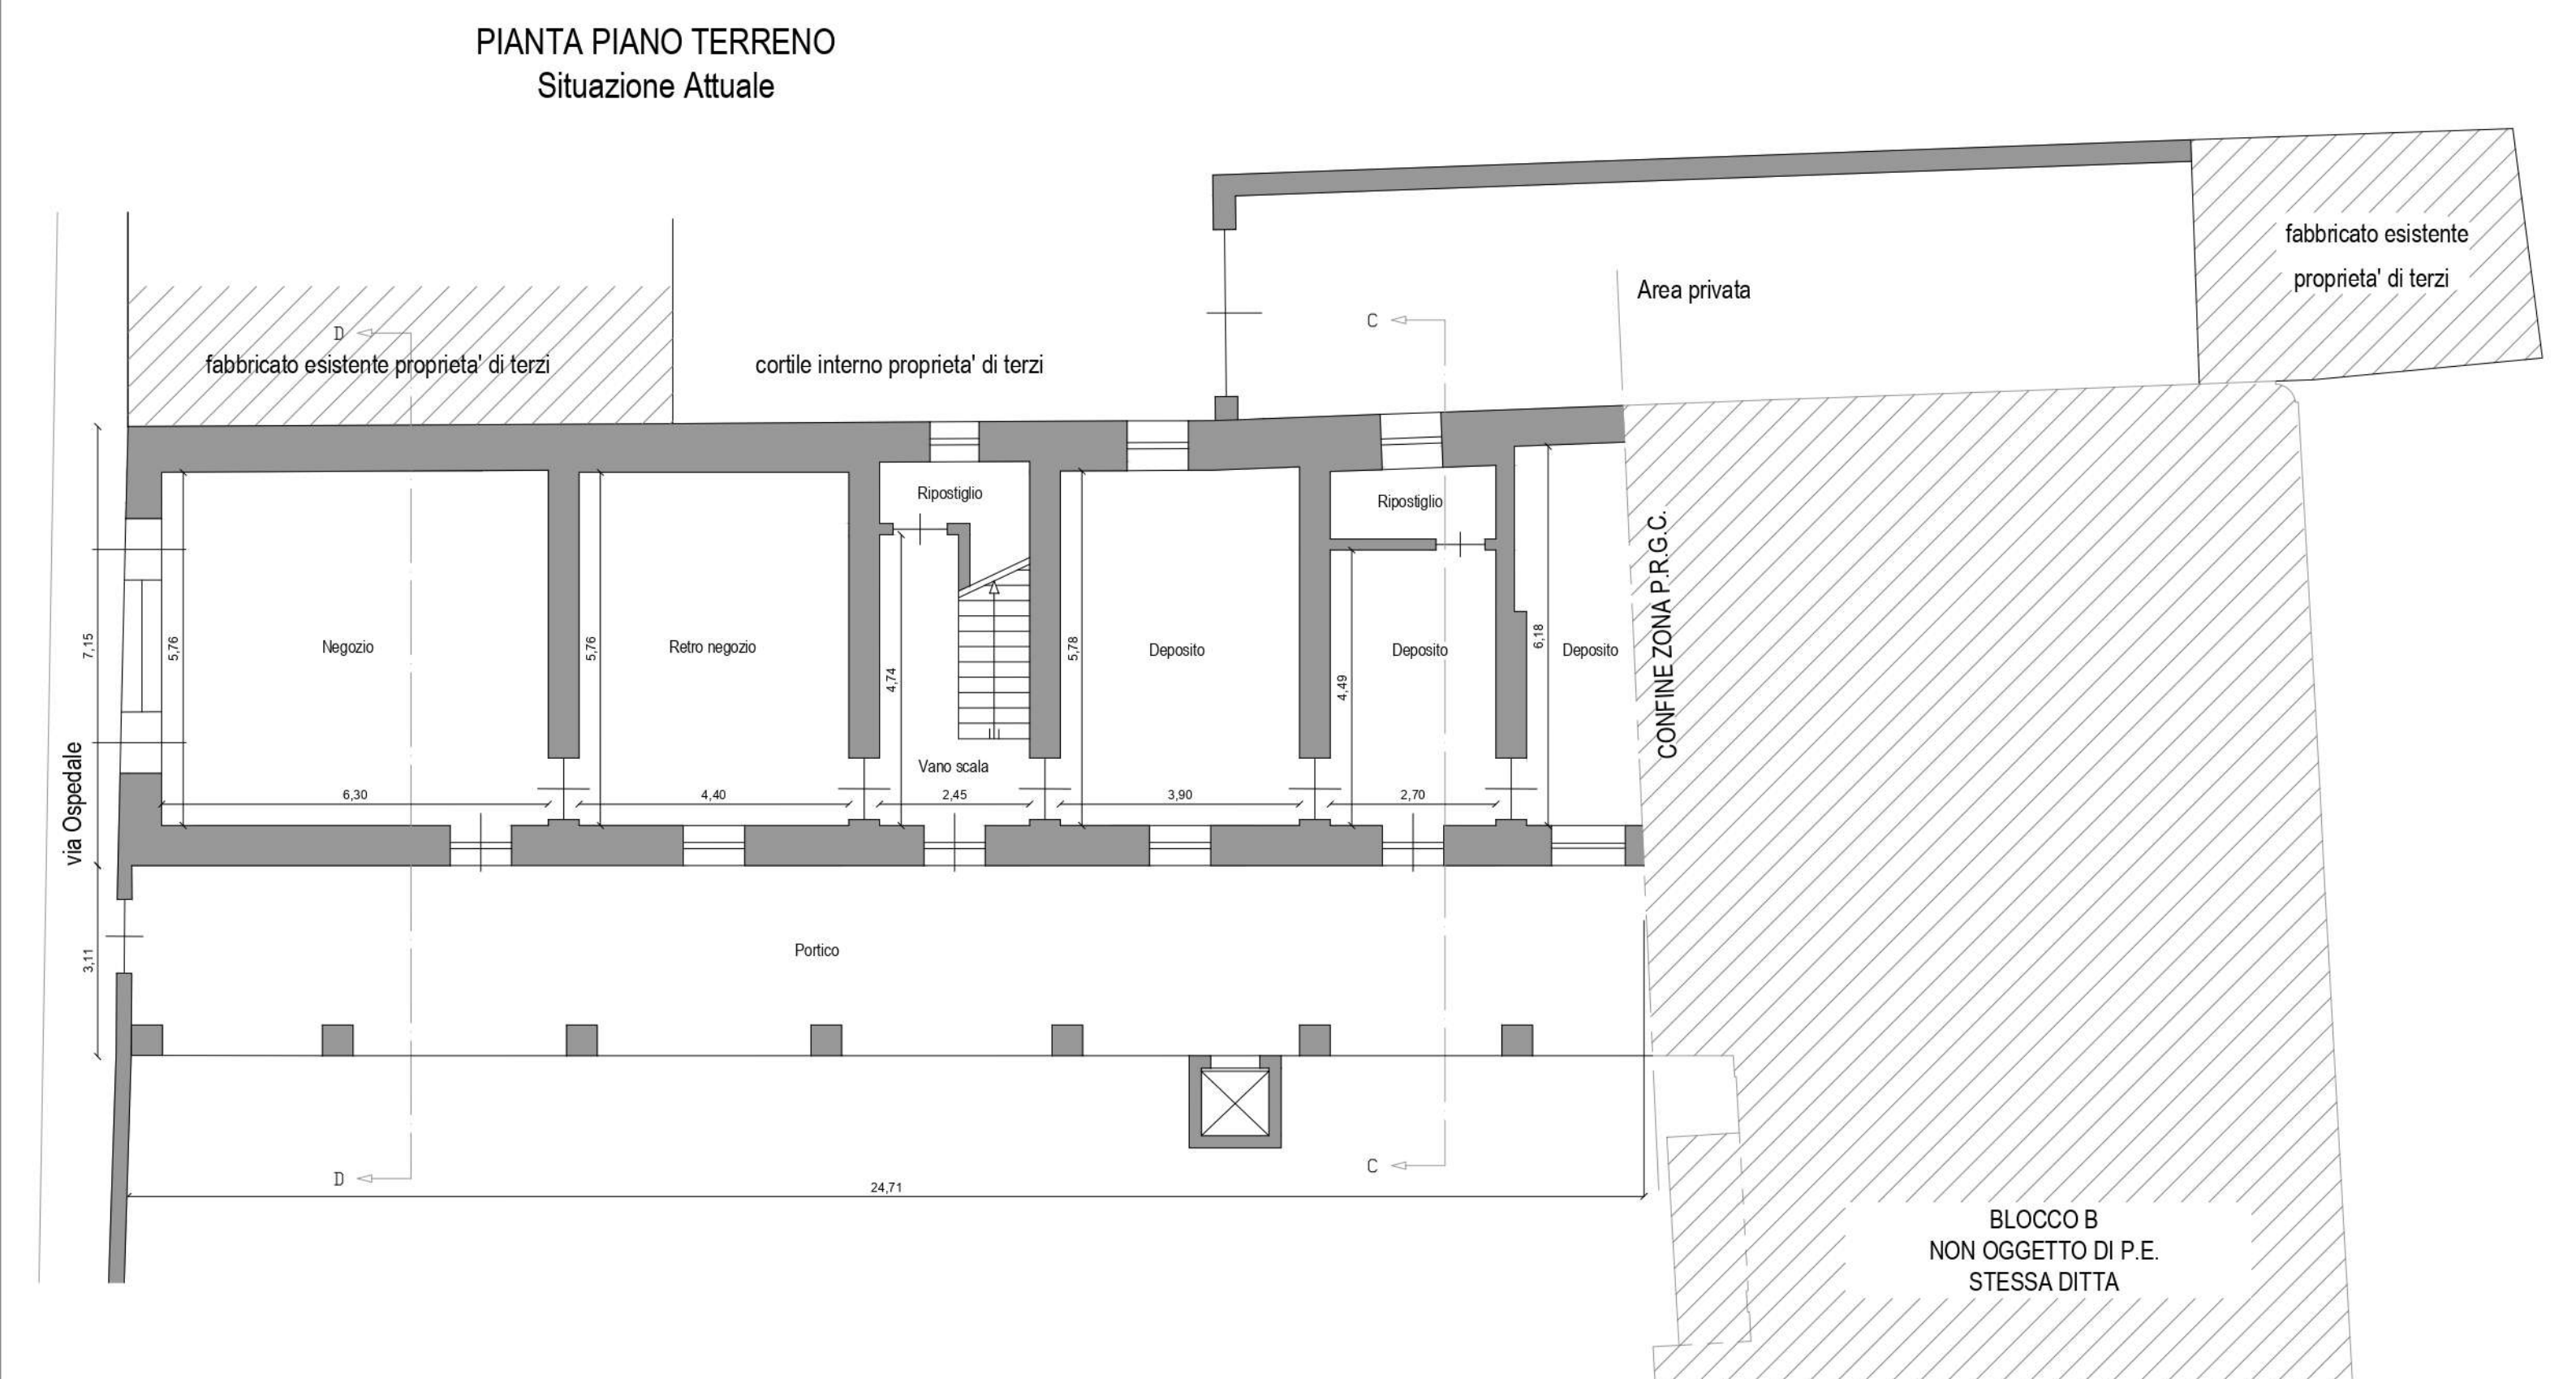 PIANTA PIANO TERRENO
Situazione Attuale
fabbricato esistente
proprieta' di terzi
Area privata
D
C
fabbricato esistente proprieta' di terzi
cortile interno proprieta' di terzi
Ripostiglio
Ripostiglio
CONFINE ZONA P.R.G.C.
7,15
5,76
Negozio
5,76
Retro negozio
4,74
5,78
Deposito
4,49
Deposito
6,18
Deposito
via Ospedale
Vano scala
6,30
4,40
2,45
3,90
2,70
3,11
Portico
D
C
24,71
BLOCCO B
NON OGGETTO DI P.E.
STESSA DITTA